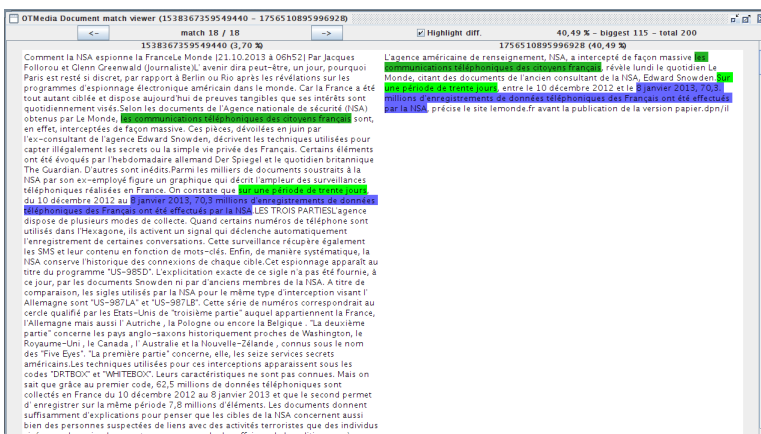 OTMedia Document match viewer (1538367359549440 - 1756510895996928)
<- match 18 / 18 -> Highlight diff. 40,49 % - biggest 115 - total 200
1538367359549440 (3,70 %)
Comment la NSA espionne la FranceLe Monde |21.10.2013 à 06h52| Par Jacques
Follorou et Glenn Greenwald (Journaliste)L' avenir dira peut-être, un jour, pourquoi
Paris est resté si discret, par rapport à Berlin ou Rio après les révélations sur les
programmes d'espionnage électronique américain dans le monde. Car la France a été
tout autant ciblée et dispose aujourd'hui de preuves tangibles que ses intérêts sont
quotidiennement visés.Selon les documents de l'Agence nationale de sécurité (NSA)
obtenus par Le Monde, les communications téléphoniques des citoyens français sont,
en effet, interceptées de façon massive. Ces pièces, dévoilées en juin par
l'ex-consultant de l'agence Edward Snowden, décrivent les techniques utilisées pour
capter illégalement les secrets ou la simple vie privée des Français. Certains éléments
ont été évoqués par l'hebdomadaire allemand Der Spiegel et le quotidien britannique
The Guardian. D'autres sont inédits.Parmi les milliers de documents soustraits à la
NSA par son ex-employé figure un graphique qui décrit l'ampleur des surveillances
téléphoniques réalisées en France. On constate que sur une période de trente jours,
du 10 décembre 2012 au 8 janvier 2013, 70,3 millions d'enregistrements de données
téléphoniques des Français ont été effectués par la NSA.LES TROIS PARTIESL'agence
dispose de plusieurs modes de collecte. Quand certains numéros de téléphone sont
utilisés dans l'Hexagone, ils activent un signal qui déclenche automatiquement
l'enregistrement de certaines conversations. Cette surveillance récupère également
les SMS et leur contenu en fonction de mots-clés. Enfin, de manière systématique, la
NSA conserve l'historique des connexions de chaque cible.Cet espionnage apparaît au
titre du programme "US-985D". L'explicitation exacte de ce sigle n'a pas été fournie, à
ce jour, par les documents Snowden ni par d'anciens membres de la NSA. A titre de
comparaison, les sigles utilisés par la NSA pour le même type d'interception visant l'
Allemagne sont "US-987LA" et "US-987LB". Cette série de numéros correspondrait au
cercle qualifié par les Etats-Unis de "troisième partie" auquel appartiennent la France,
l'Allemagne mais aussi l' Autriche , la Pologne ou encore la Belgique . "La deuxième
partie" concerne les pays anglo-saxons historiquement proches de Washington, le
Royaume-Uni , le Canada , l' Australie et la Nouvelle-Zélande , connus sous le nom
des "Five Eyes". "La première partie" concerne, elle, les seize services secrets
américains.Les techniques utilisées pour ces interceptions apparaissent sous les
codes "DRTBOX" et "WHITEBOX". Leurs caractéristiques ne sont pas connues. Mais on
sait que grâce au premier code, 62,5 millions de données téléphoniques sont
collectés en France du 10 décembre 2012 au 8 janvier 2013 et que le second permet
d' enregistrer sur la même période 7,8 millions d'éléments. Les documents donnent
suffisamment d'explications pour penser que les cibles de la NSA concernent aussi
bien des personnes suspectées de liens avec des activités terroristes que des individus
1756510895996928 (40,49 %)
L'agence américaine de renseignement, NSA, a intercepté de façon massive les
communications téléphoniques des citoyens français, révèle lundi le quotidien Le
Monde, citant des documents de l'ancien consultant de la NSA, Edward Snowden.Sur
une période de trente jours, entre le 10 décembre 2012 et le 8 janvier 2013, 70,3
millions d'enregistrements de données téléphoniques des Français ont été effectués
par la NSA, précise le site lemonde.fr avant la publication de la version papier.dpn/il